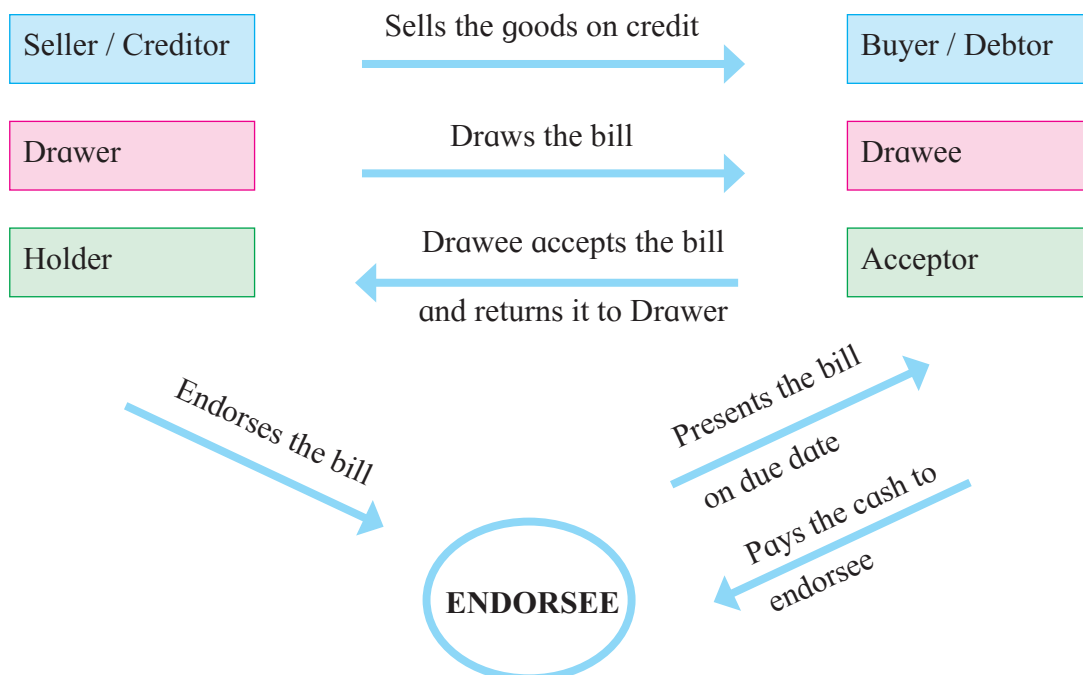 Seller / Creditor
Sells the goods on credit
Buyer / Debtor
Drawer
Draws the bill
Drawee
Holder
Drawee accepts the bill
and returns it to Drawer
Acceptor
Endorses the bill
Presents the bill
on due date
Pays the cash to
endorsee
ENDORSEE